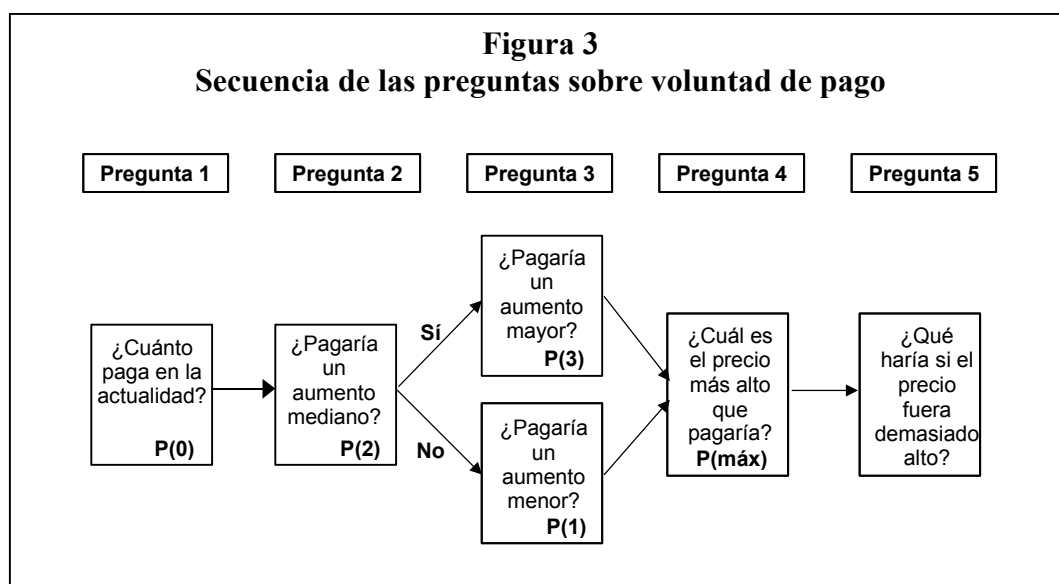 Figura 3
Secuencia de las preguntas sobre voluntad de pago
Pregunta 1
Pregunta 2
Pregunta 3
Pregunta 4
Pregunta 5
¿Cuánto
paga en la
actualidad?
P(0)
¿Pagaría
un
aumento
mediano?
P(2)
Sí
No
¿Pagaría
un
aumento
mayor?
P(3)
¿Pagaría
un
aumento
menor?
P(1)
¿Cuál es
el precio
más alto
que
pagaría?
P(máx)
¿Qué
haría si el
precio
fuera
demasiado
alto?